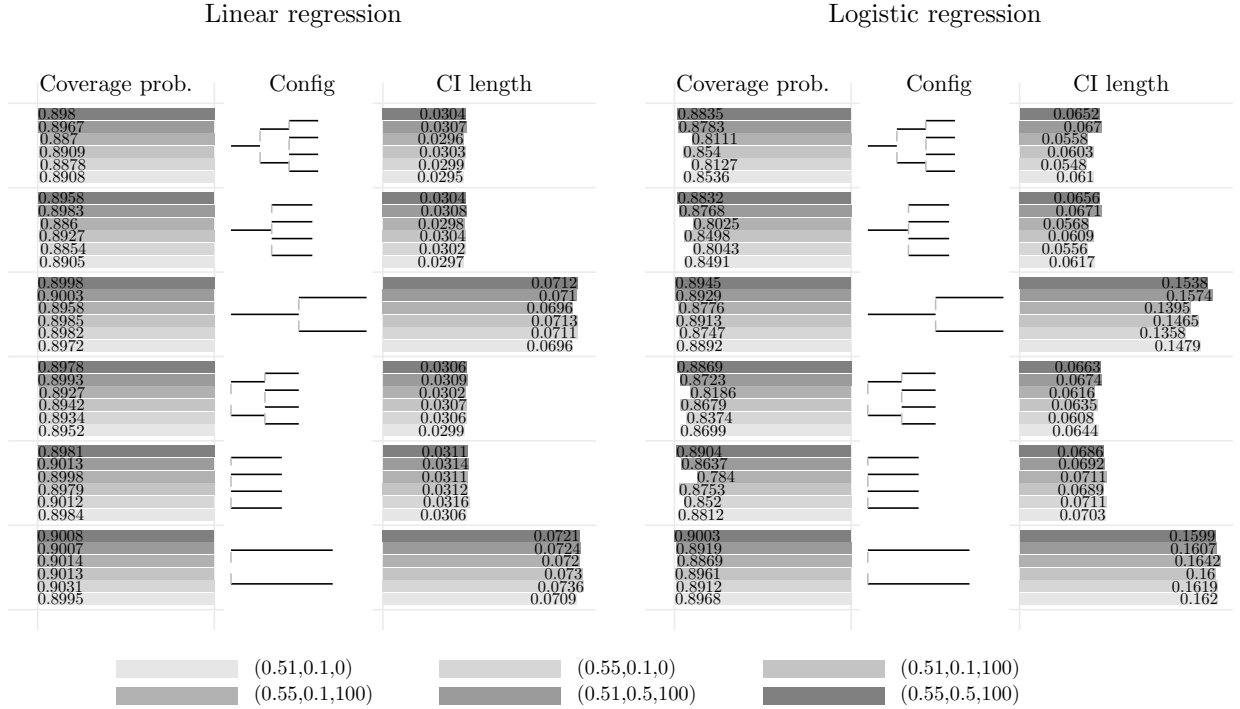 Linear regression Logistic regression
Coverage prob. Config CI length Coverage prob. Config CI length
0.898 0.0304 0.8835 0.0652
0.8967 0.0307 0.8783 0.067
0.887 0.0296 0.8111 0.0558
0.8909 0.0303 0.854 0.0603
0.8878 0.0299 0.8127 0.0548
0.8908 0.0295 0.8536 0.061
0.8958 0.0304 0.8832 0.0656
0.8983 0.0308 0.8768 0.0671
0.886 0.0298 0.8025 0.0568
0.8927 0.0304 0.8498 0.0609
0.8854 0.0302 0.8043 0.0556
0.8905 0.0297 0.8491 0.0617
0.8998 0.0712 0.8945 0.1538
0.9003 0.071 0.8929 0.1574
0.8958 0.0696 0.8776 0.1395
0.8985 0.0713 0.8913 0.1465
0.8982 0.0711 0.8747 0.1358
0.8972 0.0696 0.8892 0.1479
0.8978 0.0306 0.8869 0.0663
0.8993 0.0309 0.8723 0.0674
0.8927 0.0302 0.8186 0.0616
0.8942 0.0307 0.8679 0.0635
0.8934 0.0306 0.8374 0.0608
0.8952 0.0299 0.8699 0.0644
0.8981 0.0311 0.8904 0.0686
0.9013 0.0314 0.8637 0.0692
0.8998 0.0311 0.784 0.0711
0.8979 0.0312 0.8753 0.0689
0.9012 0.0316 0.852 0.0711
0.8984 0.0306 0.8812 0.0703
0.9008 0.0721 0.9003 0.1599
0.9007 0.0724 0.8919 0.1607
0.9014 0.072 0.8869 0.1642
0.9013 0.073 0.8961 0.16
0.9031 0.0736 0.8912 0.1619
0.8995 0.0709 0.8968 0.162
(0.51,0.1,0) (0.55,0.1,0) (0.51,0.1,100)
(0.55,0.1,100) (0.51,0.5,100) (0.55,0.5,100)